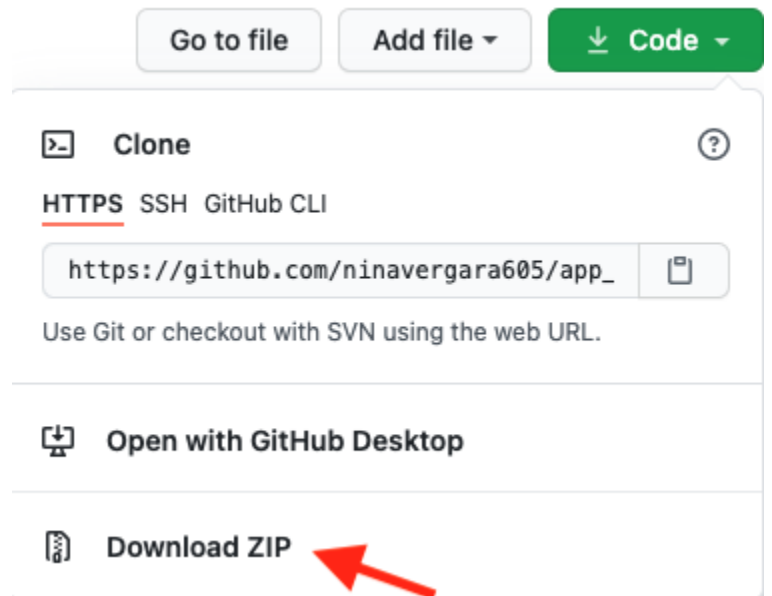 Go to file Add file Code
Clone
HTTPS SSH GitHub CLI
https://github.com/ninavergara605/app_
Use Git or checkout with SVN using the web URL.
Open with GitHub Desktop
Download ZIP